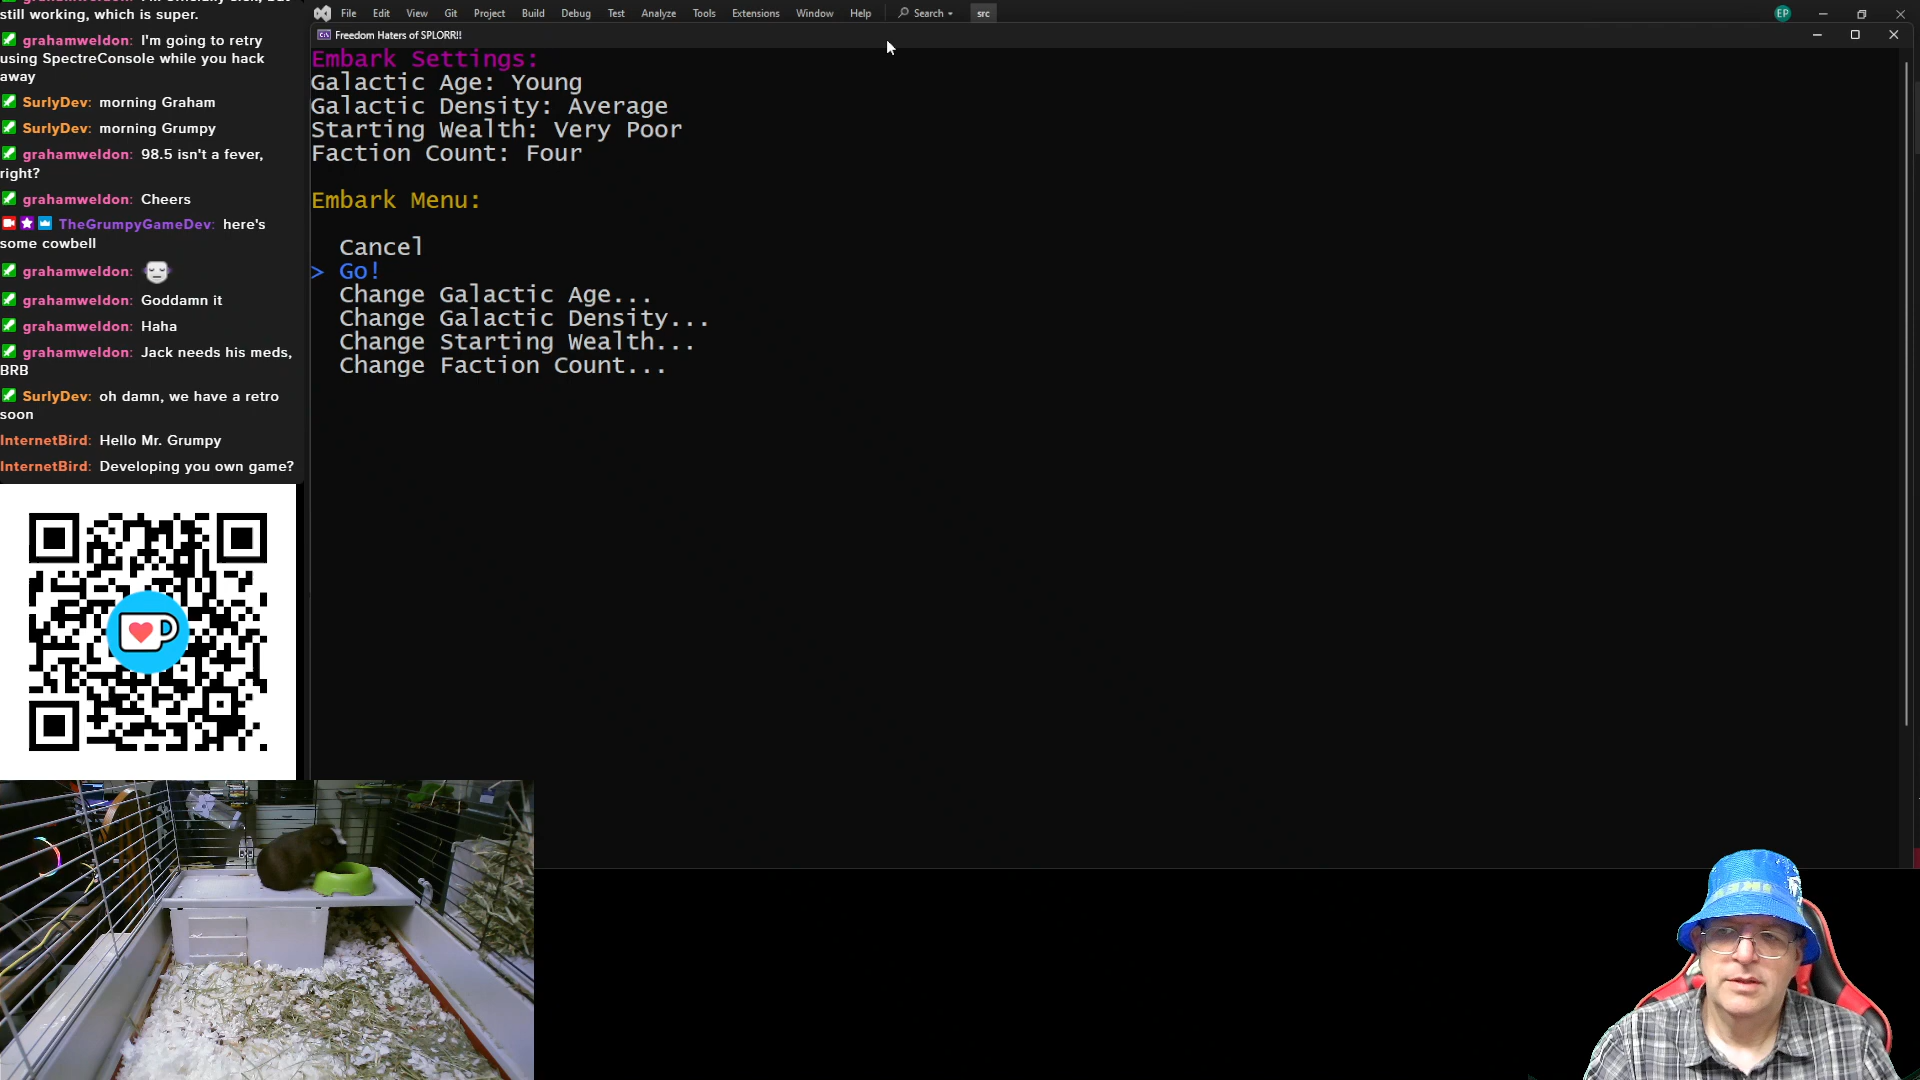 still working, which is super.
grahamweldon: I'm going to retry
using SpectreConsole while you hack
away
SurlyDev: morning Graham
SurlyDev: morning Grumpy
grahamweldon: 98.5 isn't a fever,
right?
grahamweldon: Cheers
TheGrumpyGameDev: here's
some cowbell
grahamweldon:
grahamweldon: Goddamn it
grahamweldon: Haha
grahamweldon: Jack needs his meds,
BRB
SurlyDev: oh damn, we have a retro
soon
InternetBird: Hello Mr. Grumpy
InternetBird: Developing you own game?
File Edit View Git Project Build Debug Test Analyze Tools Extensions Window Help Search src EP
Freedom Haters of SPLORR!!
Embark Settings:
Galactic Age: Young
Galactic Density: Average
Starting Wealth: Very Poor
Faction Count: Four
Embark Menu:
Cancel
> Go!
Change Galactic Age...
Change Galactic Density...
Change Starting Wealth...
Change Faction Count...